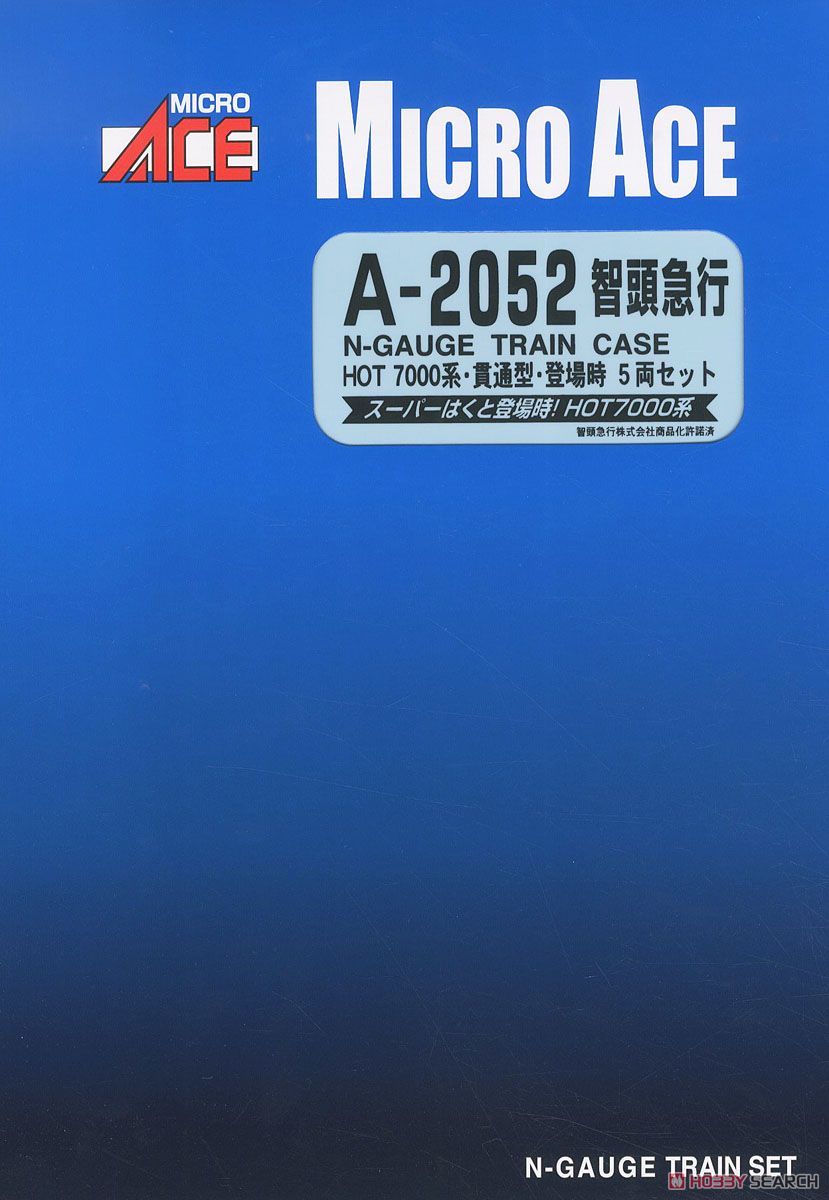 MICRO
ACE
MICRO ACE
A-2052 智頭急行
N-GAUGE TRAIN CASE
HOT 7000系・貫通型・登場時 5両セット
スーパーはくと登場時! HOT7000系
智頭急行株式会社商品化許諾済
N-GAUGE TRAIN SET
HOBBY SEARCH